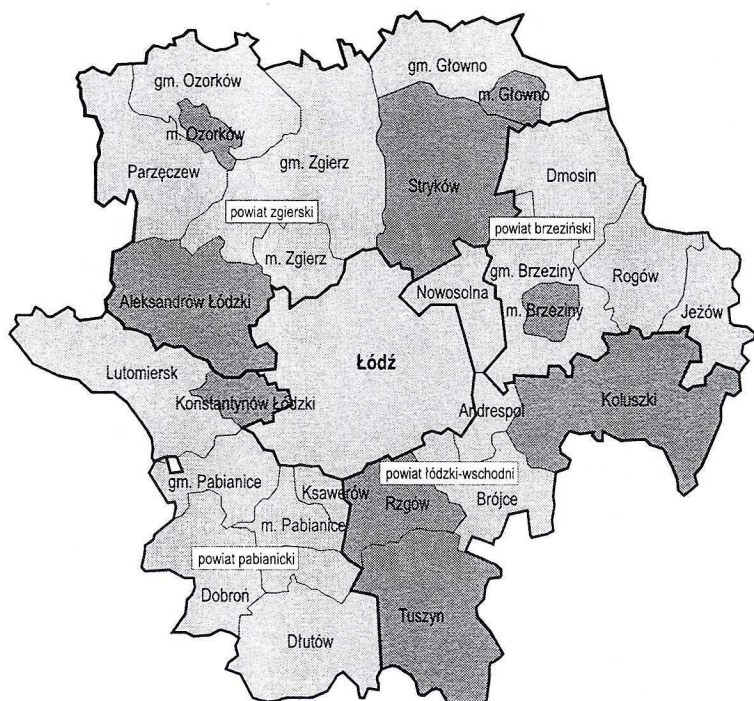 gm. Głowno
gm. Ozorków
m. Głowno
m. Ozorków
gm. Zgierz
Parzęczew
Stryków
Dmosin
powiat zgierski
powiat brzeziński
m. Zgierz
gm. Brzeziny
Rogów
Nowosolna
Aleksandrów Łódzki
m. Brzeziny
Jeżów
Łódź
Lutomiersk
Konstantynów Łódzki
Andrespol
Koluszki
powiat łódzki-wschodni
gm. Pabianice
Ksawerów
Rzgów
Brójce
m. Pabianice
powiat pabianicki
Dobroń
Tuszyn
Dłutów